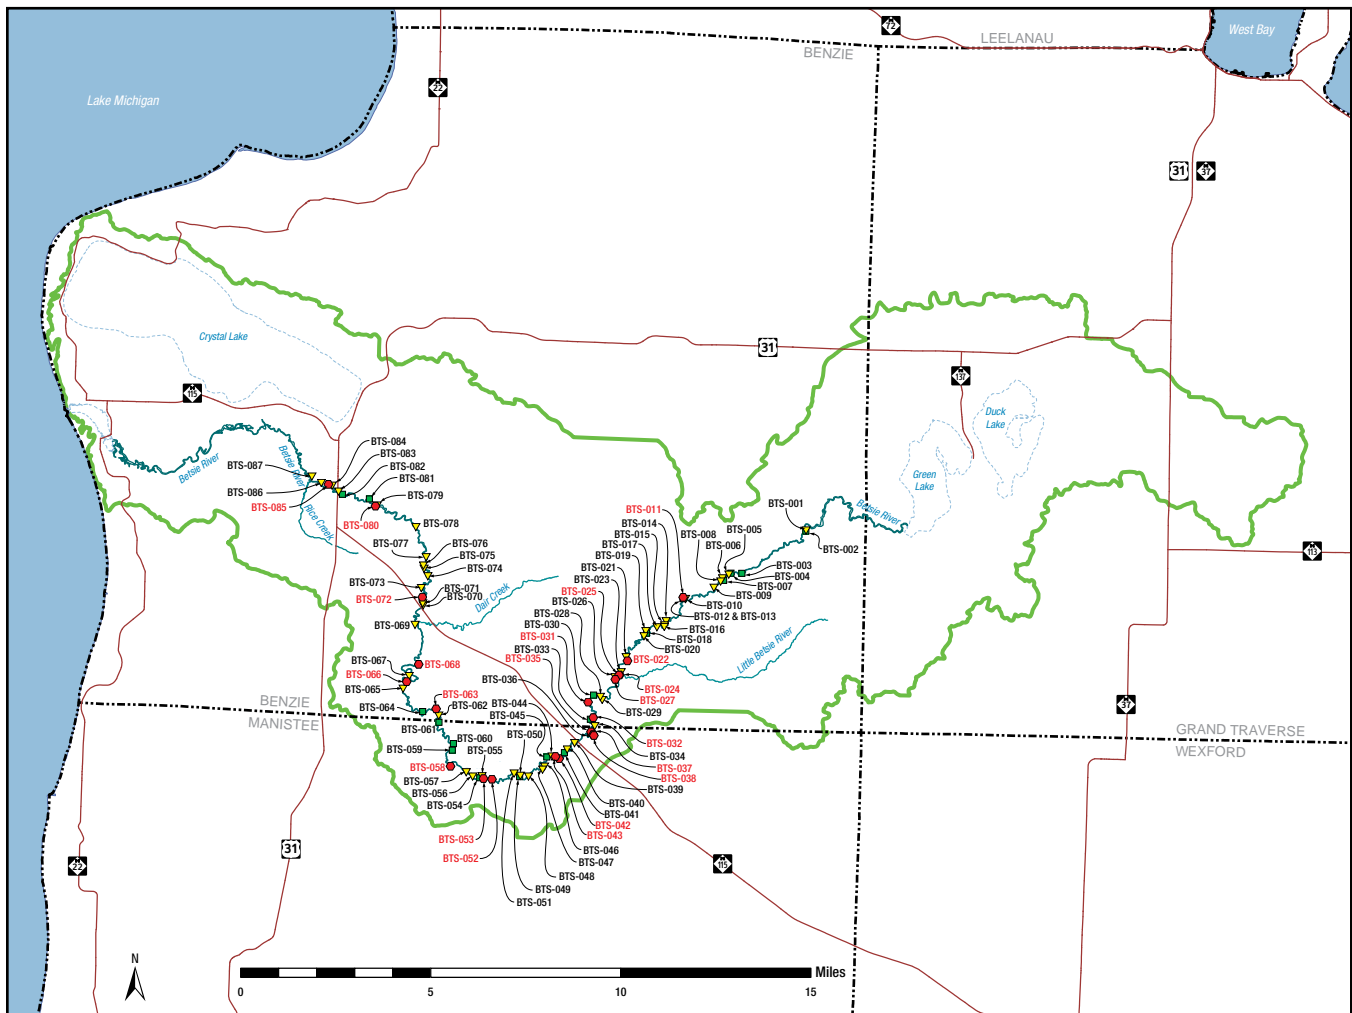 72
LEELANAU
West Bay
BENZIE
Lake Michigan
22
31
37
Crystal Lake
31
137
115
Duck Lake
Green Lake
Betsie River
Betsie River
Betsie River
Rice Creek
Dair Creek
Little Betsie River
BTS-084
BTS-083
BTS-082
BTS-081
BTS-079
BTS-087
BTS-086
BTS-085
BTS-080
BTS-078
BTS-077
BTS-076
BTS-075
BTS-074
BTS-073
BTS-072
BTS-071
BTS-070
BTS-069
BTS-068
BTS-067
BTS-066
BTS-065
BTS-064
BTS-063
BTS-062
BTS-061
BTS-060
BTS-059
BTS-058
BTS-057
BTS-056
BTS-055
BTS-054
BTS-053
BTS-052
BTS-051
BTS-050
BTS-049
BTS-048
BTS-047
BTS-046
BTS-045
BTS-044
BTS-043
BTS-042
BTS-041
BTS-040
BTS-039
BTS-038
BTS-037
BTS-034
BTS-032
BTS-036
BTS-035
BTS-033
BTS-031
BTS-030
BTS-029
BTS-028
BTS-027
BTS-026
BTS-025
BTS-024
BTS-023
BTS-022
BTS-021
BTS-020
BTS-019
BTS-018
BTS-017
BTS-016
BTS-015
BTS-014
BTS-012 & BTS-013
BTS-011
BTS-010
BTS-009
BTS-008
BTS-007
BTS-006
BTS-005
BTS-004
BTS-003
BTS-002
BTS-001
113
37
BENZIE
MANISTEE
GRAND TRAVERSE
WEXFORD
31
22
115
N
Miles
0 5 10 15